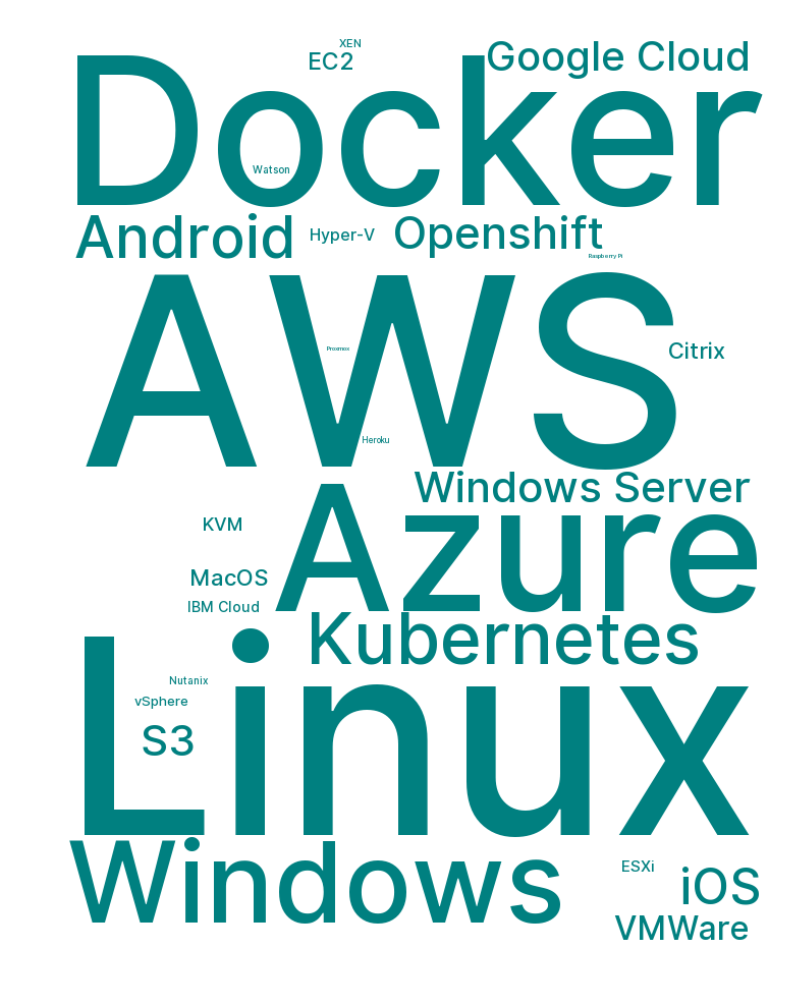 XEN
EC2
Google Cloud
Docker
Watson
Android
Hyper-V
Openshift
Raspberry Pi
AWS
Proxmox
Citrix
Heroku
Windows Server
KVM
Azure
MacOS
IBM Cloud
Kubernetes
Linux
Nutanix
vSphere
S3
Windows
ESXi
iOS
VMWare